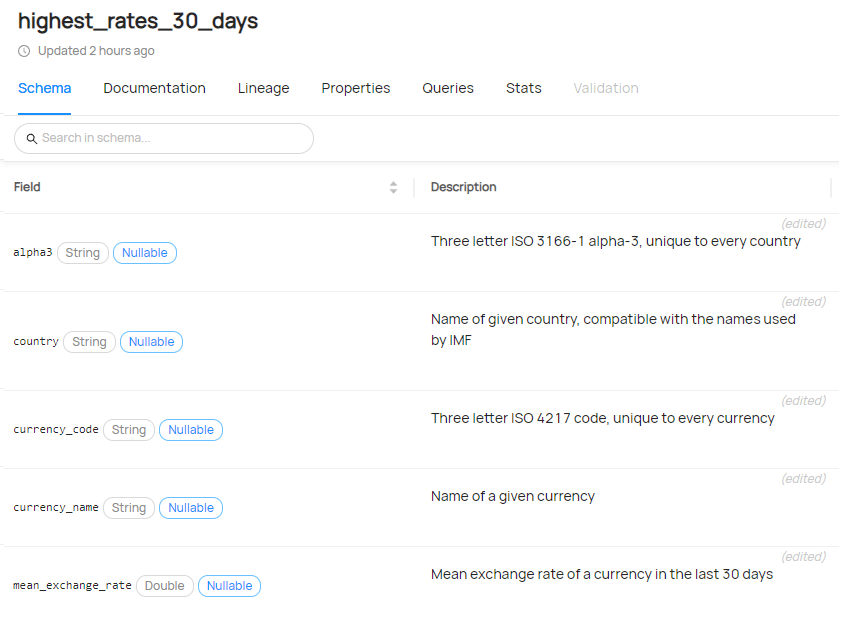 highest_rates_30_days
Updated 2 hours ago
Schema Documentation Lineage Properties Queries Stats Validation
Search in schema...
Field Description
(edited)
alpha3 String Nullable Three letter ISO 3166-1 alpha-3, unique to every country
(edited)
country String Nullable Name of given country, compatible with the names used
by IMF
(edited)
currency_code String Nullable Three letter ISO 4217 code, unique to every currency
(edited)
currency_name String Nullable Name of a given currency
(edited)
mean_exchange_rate Double Nullable Mean exchange rate of a currency in the last 30 days